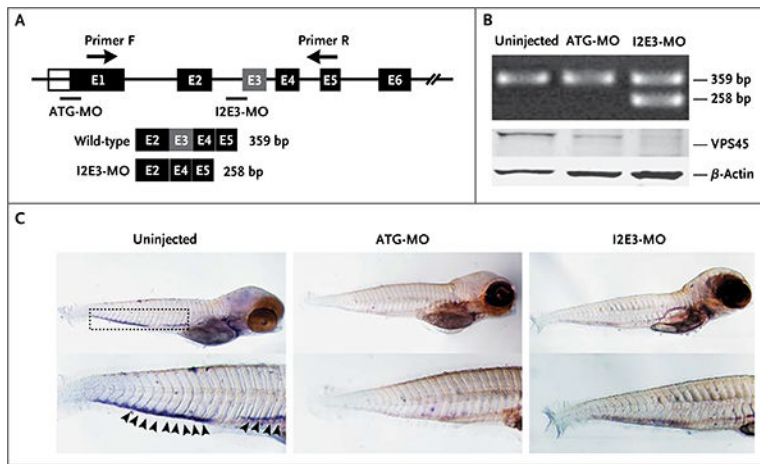 A
Primer F
Primer R
E1 E2 E3 E4 E5 E6
ATG-MO
I2E3-MO
Wild-type E2 E3 E4 E5 359 bp
I2E3-MO E2 E4 E5 258 bp
B
Uninjected ATG-MO I2E3-MO
359 bp
258 bp
VPS45
β-Actin
C
Uninjected ATG-MO I2E3-MO